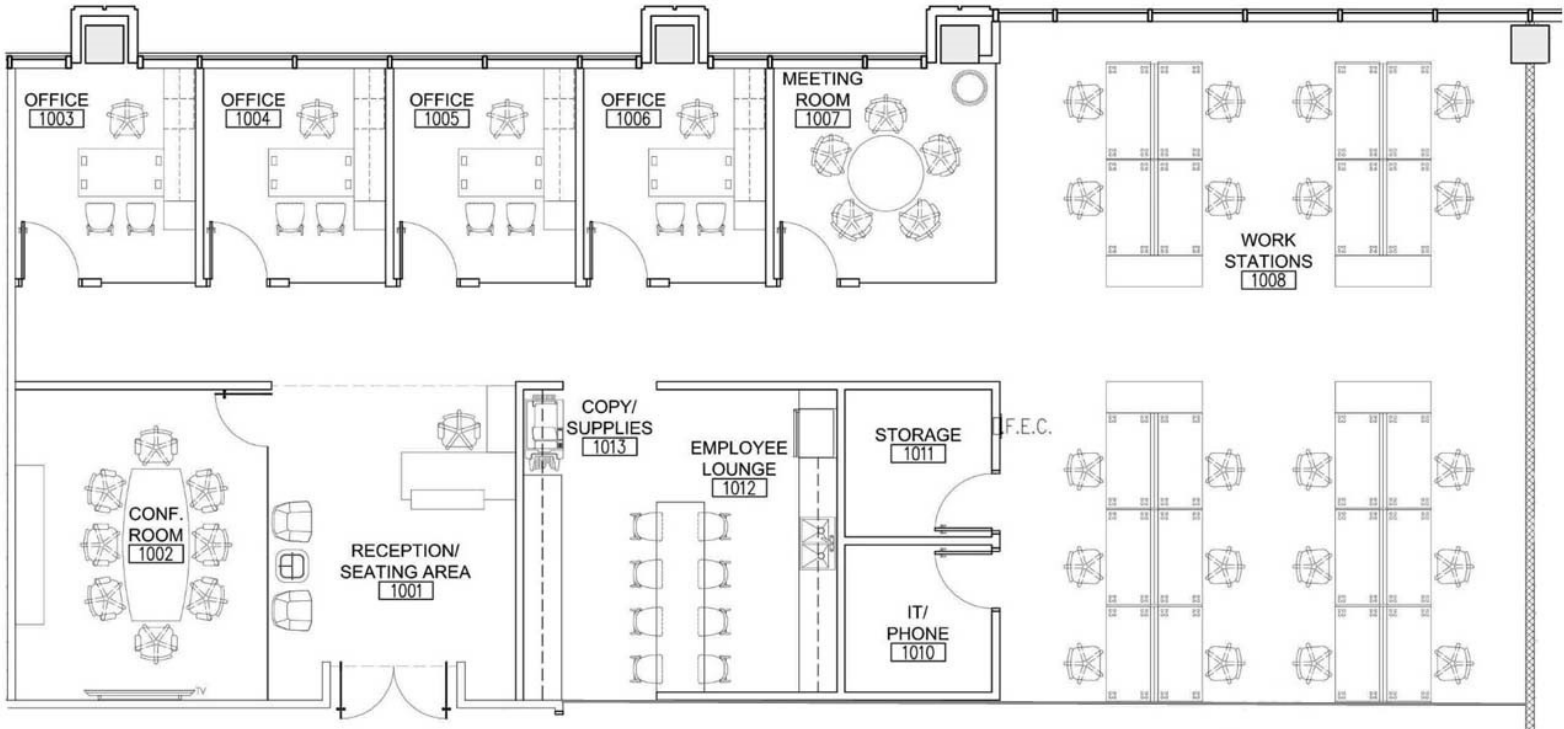 OFFICE
1003
OFFICE
1004
OFFICE
1005
OFFICE
1006
MEETING
ROOM
1007
WORK
STATIONS
1008
COPY/
SUPPLIES
1013
EMPLOYEE
LOUNGE
1012
STORAGE
1011
F.E.C.
CONF.
ROOM
1002
RECEPTION/
SEATING AREA
1001
IT/
PHONE
1010
TV